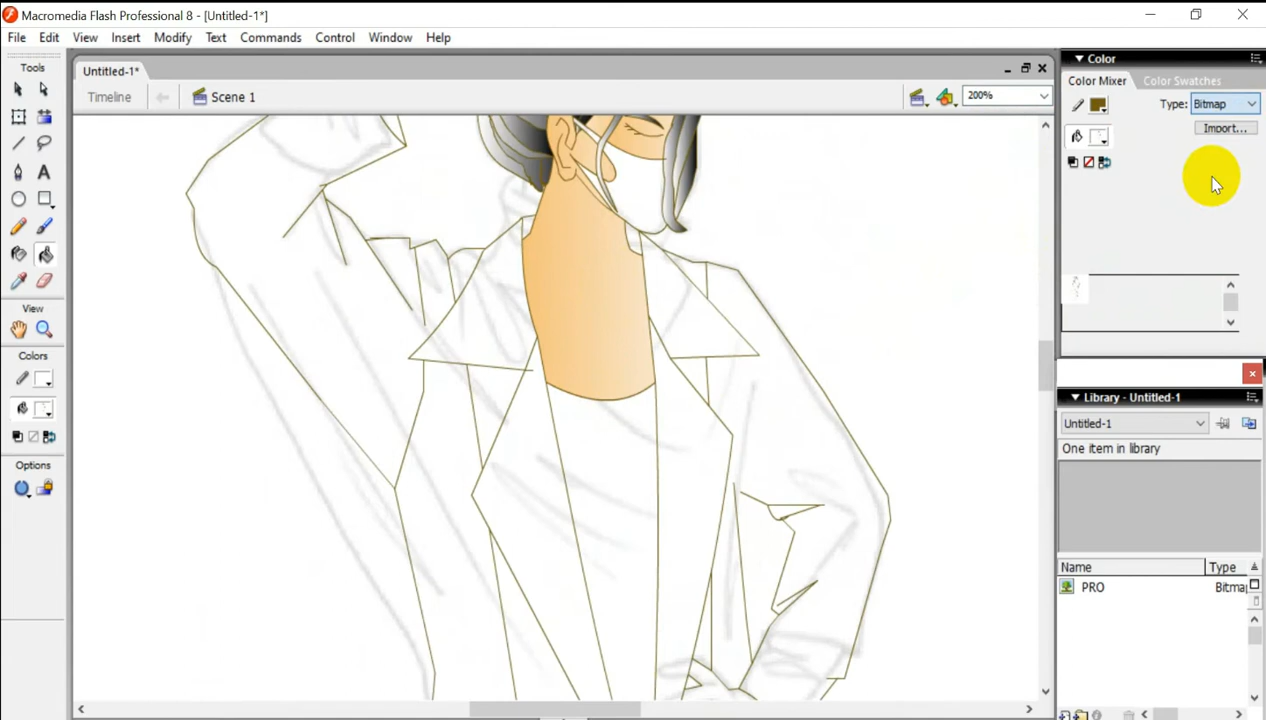 Macromedia Flash Professional 8 - [Untitled-1*]
File Edit View Insert Modify Text Commands Control Window Help
Tools
View
Colors
Options
Untitled-1*
Timeline
Scene 1
200%
Color
Color Mixer Color Swatches
Type: Bitmap
Import...
Library - Untitled-1
Untitled-1
One item in library
Name Type
PRO Bitma